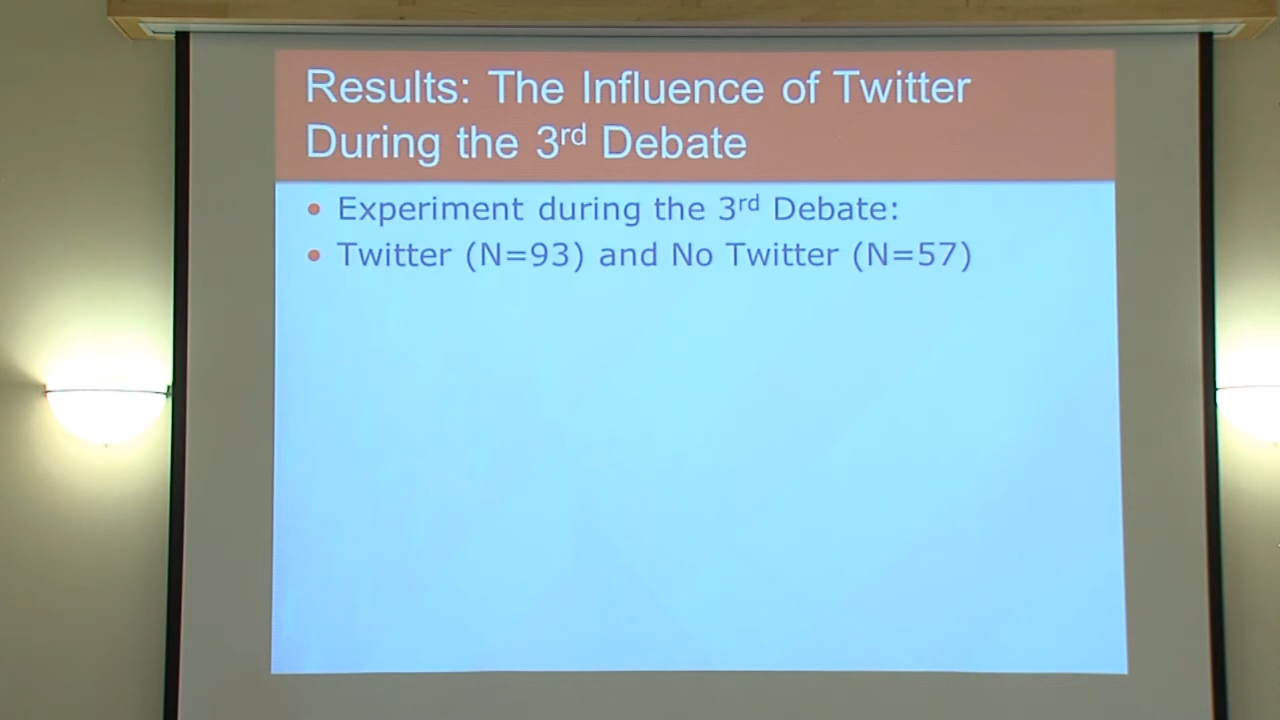 Results: The Influence of Twitter
During the 3rd Debate
• Experiment during the 3rd Debate:
• Twitter (N=93) and No Twitter (N=57)